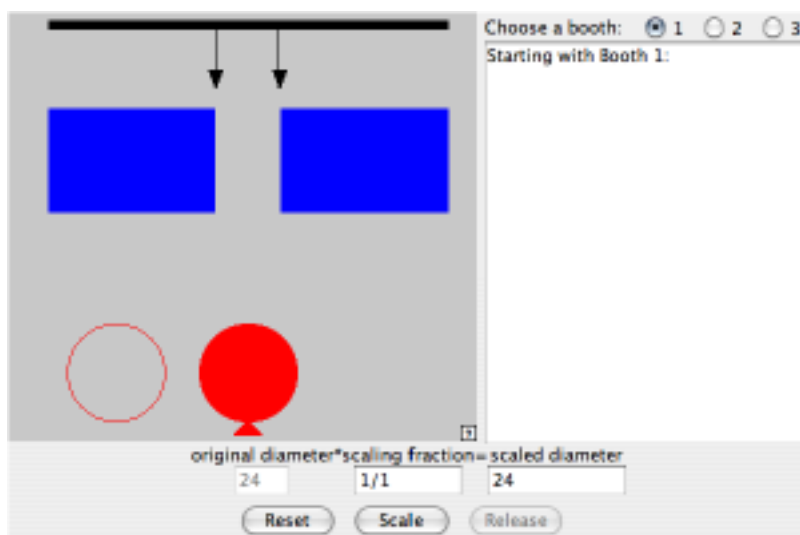 Choose a booth: 1 2 3
Starting with Booth 1:
?
original diameter*scaling fraction= scaled diameter
24 1/1 24
Reset Scale Release